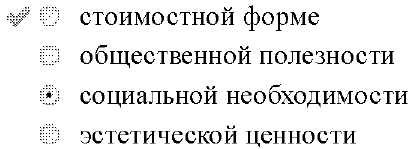 стоимостной форме
общественной полезности
социальной необходимости
эстетической ценности